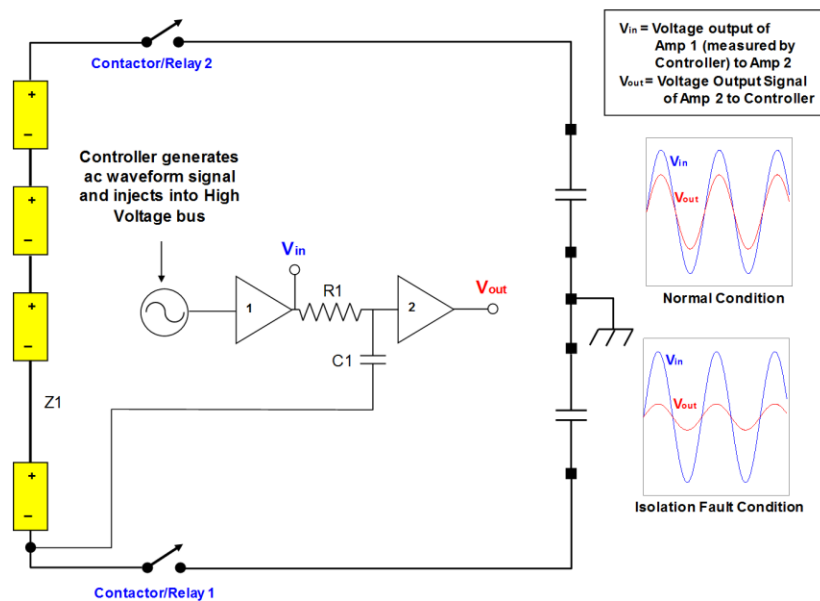 Contactor/Relay 2
Controller generates
ac waveform signal
and injects into High
Voltage bus
Vin
1
R1
2
Vout
C1
Z1
Contactor/Relay 1
Vin = Voltage output of
Amp 1 (measured by
Controller) to Amp 2
Vout = Voltage Output Signal
of Amp 2 to Controller
Vin
Vout
Normal Condition
Vin
Vout
Isolation Fault Condition
+
−
+
−
+
−
+
−